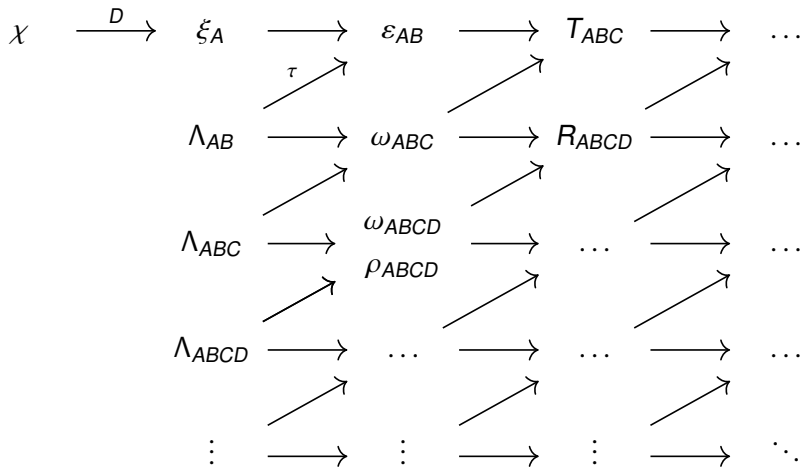 χ D ξ_A ε_AB T_ABC …
τ
Λ_AB ω_ABC R_ABCD …
ω_ABCD
Λ_ABC … …
ρ_ABCD
Λ_ABCD … … …
⋮ ⋮ ⋮ ⋱